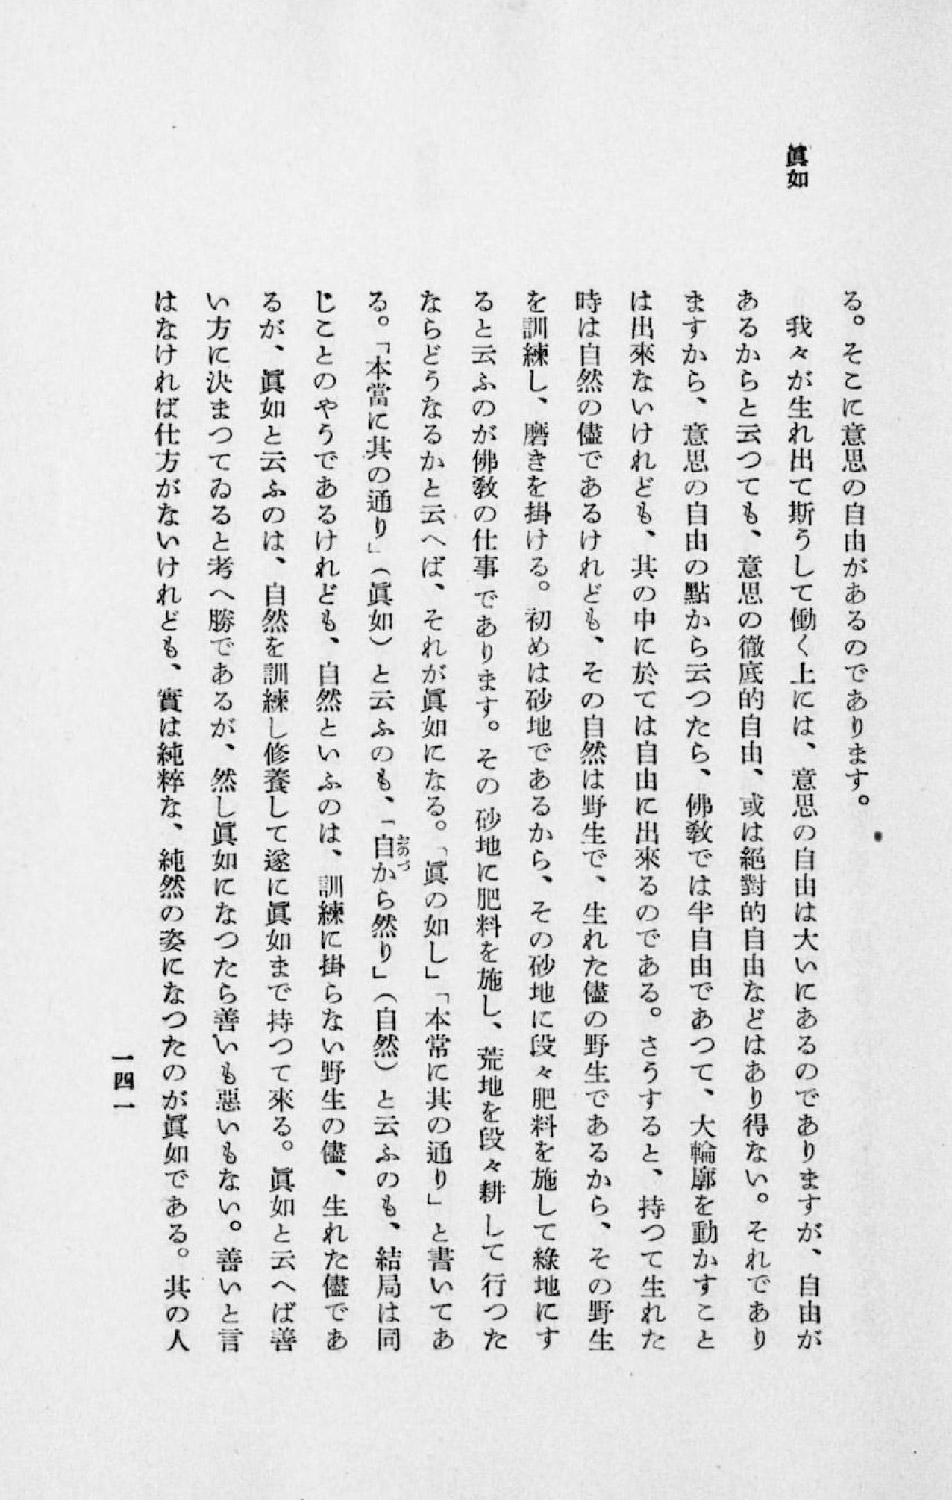 眞如
る。そこに意思の自由があるのであります。
我々が生れ出て斯うして働く上には、意思の自由は大いにあるのでありますが、自由が
あるからと云つても、意思の徹底的自由、或は絕對的自由などはあり得ない。それであり
ますから、意思の自由の點から云つたら、佛敎では半自由であつて、大輪廓を動かすこと
は出來ないけれども、其の中に於ては自由に出來るのである。さうすると、持つて生れた
時は自然の儘であるけれども、その自然は野生で、生れた儘の野生であるから、その野生
を訓練し、磨きを掛ける。初めは砂地であるから、その砂地に段々肥料を施して綠地にす
ると云ふのが佛敎の仕事であります。その砂地に肥料を施し、荒地を段々耕して行つた
ならどうなるかと云へば、それが眞如になる。「眞の如し」「本常に其の通り」と書いてあ
る。「本當に其の通り」（眞如）と云ふのも、「自から然り」（自然）と云ふのも、結局は同
おのづ
じことのやうであるけれども、自然といふのは、訓練に掛らない野生の儘、生れた儘であ
るが、眞如と云ふのは、自然を訓練し修養して遂に眞如まで持つて來る。眞如と云へば善
い方に決まつてゐると考へ勝であるが、然し眞如になつたら善いも惡いもない。善いと言
はなければ仕方がないけれども、實は純粹な、純然の姿になつたのが眞如である。其の人
一四一